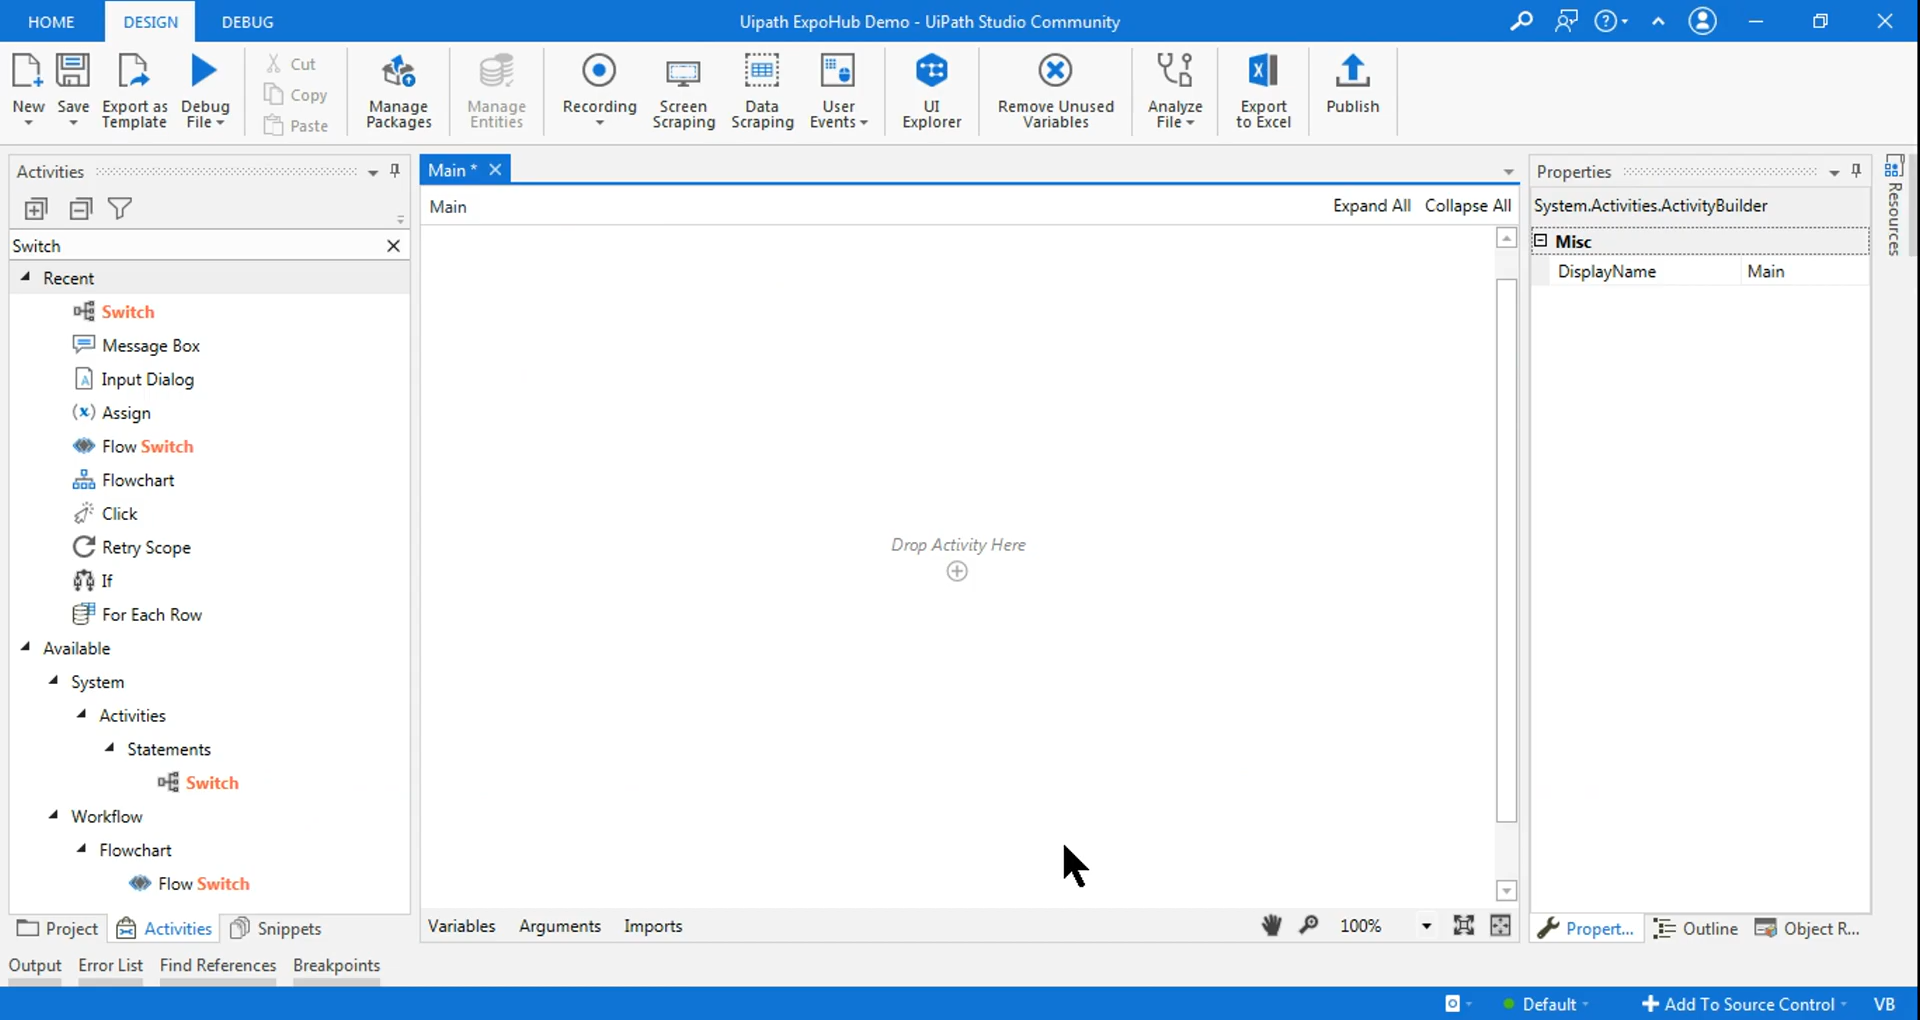 HOME DESIGN DEBUG Uipath ExpoHub Demo - UiPath Studio Community
New Save Export as Template Debug File Cut Copy Paste Manage Packages Manage Entities Recording Screen Scraping Data Scraping User Events UI Explorer Remove Unused Variables Analyze File Export to Excel Publish
Activities
Switch
Recent
Switch
Message Box
Input Dialog
Assign
Flow Switch
Flowchart
Click
Retry Scope
If
For Each Row
Available
System
Activities
Statements
Switch
Workflow
Flowchart
Flow Switch
Project Activities Snippets
Main *
Main Expand All Collapse All
Drop Activity Here
Variables Arguments Imports 100%
Properties
System.Activities.ActivityBuilder
Misc
DisplayName Main
Propert... Outline Object R...
Resources
Output Error List Find References Breakpoints
Default Add To Source Control VB